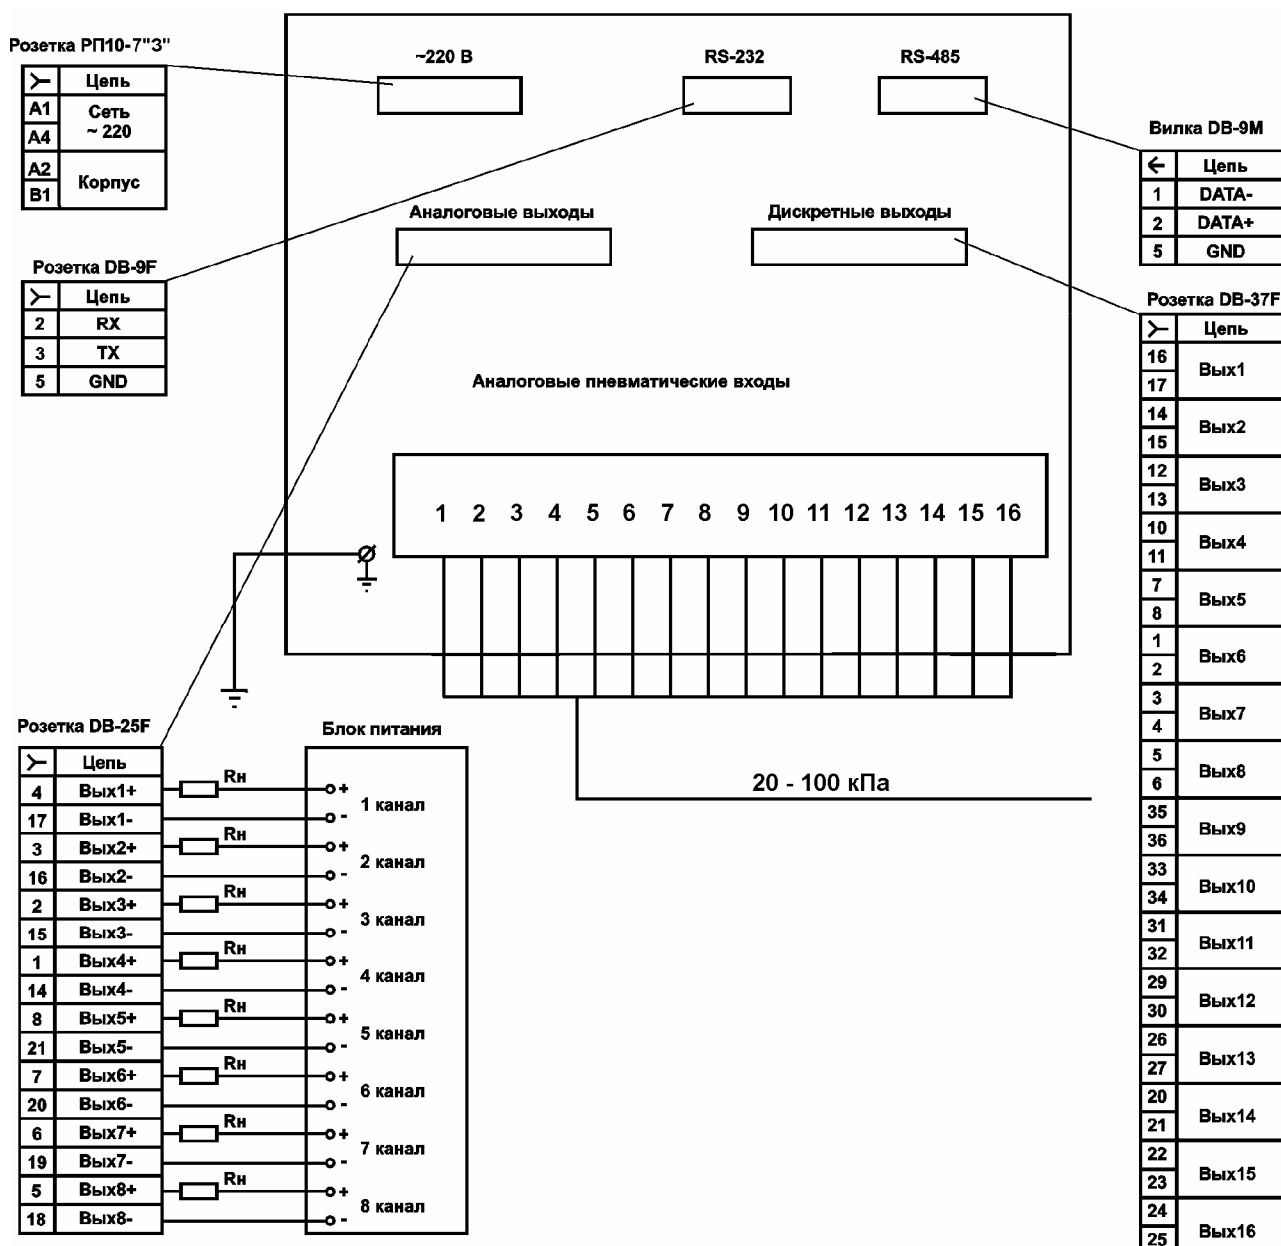 Розетка РП10-7"З"
Цепь
А1
Сеть
~ 220
А4
А2
Корпус
В1
~220 В
RS-232
RS-485
Вилка DB-9M
Цепь
1 DATA-
2 DATA+
5 GND
Аналоговые выходы
Дискретные выходы
Розетка DB-9F
Цепь
2 RX
3 TX
5 GND
Аналоговые пневматические входы
1 2 3 4 5 6 7 8 9 10 11 12 13 14 15 16
20 - 100 кПа
Розетка DB-37F
Цепь
16
Вых1
17
14
Вых2
15
12
Вых3
13
10
Вых4
11
7
Вых5
8
1
Вых6
2
3
Вых7
4
5
Вых8
6
35
Вых9
36
33
Вых10
34
31
Вых11
32
29
Вых12
30
26
Вых13
27
20
Вых14
21
22
Вых15
23
24
Вых16
25
Розетка DB-25F
Блок питания
Цепь
4 Вых1+ Rн +
1 канал
17 Вых1- -
3 Вых2+ Rн +
2 канал
16 Вых2- -
2 Вых3+ Rн +
3 канал
15 Вых3- -
1 Вых4+ Rн +
4 канал
14 Вых4- -
8 Вых5+ Rн +
5 канал
21 Вых5- -
7 Вых6+ Rн +
6 канал
20 Вых6- -
6 Вых7+ Rн +
7 канал
19 Вых7- -
5 Вых8+ Rн +
8 канал
18 Вых8- -